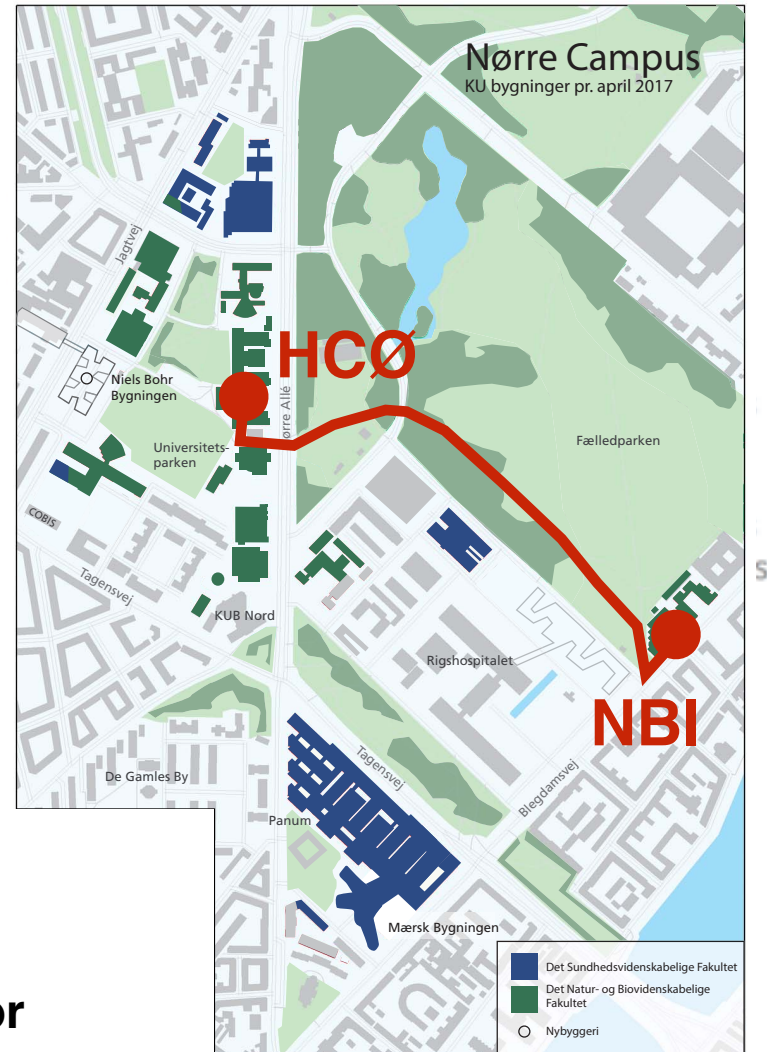 Nørre Campus
KU bygninger pr. april 2017
Jagtvej
HCØ
Niels Bohr
Bygningen
ørre Allé
Fælledparken
Universitets-
parken
COBIS
s
Tagensvej
KUB Nord
Rigshospitalet
NBI
Tagensvej
De Gamles By
Blegdamsvej
Panum
Mærsk Bygningen
Det Sundhedsvidenskabelige Fakultet
Det Natur- og Biovidenskabelige
Fakultet
Nybyggeri
or